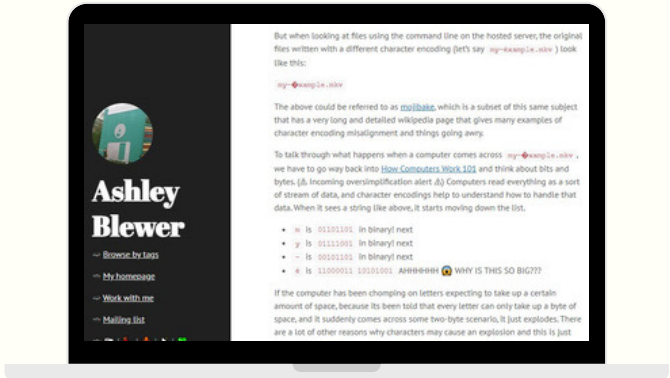 Ashley
Blewer
Browse by tags
My homepage
Work with me
Mailing list
But when looking at files using the command line on the hosted server, the original
files written with a different character encoding (let's say my-éxample.mkv ) look
like this:
my-�xample.mkv
The above could be referred to as mojibake, which is a subset of this same subject
that has a very long and detailed wikipedia page that gives many examples of
character encoding misalignment and things going awry.
To talk through what happens when a computer comes across my-�xample.mkv ,
we have to go way back into How Computers Work 101 and think about bits and
bytes. (⚠ Incoming oversimplification alert ⚠) Computers read everything as a sort
of stream of data, and character encodings help to understand how to handle that
data. When it sees a string like above, it starts moving down the list.
• m is 01101101 in binary! next
• y is 01111001 in binary! next
• - is 00101101 in binary! next
• é is 11000011 10101001 AHHHHHH 😱 WHY IS THIS SO BIG???
If the computer has been chomping on letters expecting to take up a certain
amount of space, because its been told that every letter can only take up a byte of
space, and it suddenly comes across some two-byte scenario, it just explodes. There
are a lot of other reasons why characters may cause an explosion and this is just